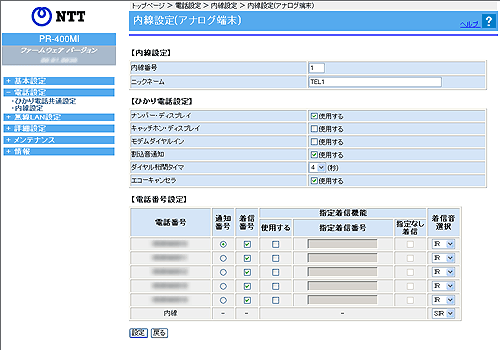 NTT
PR-400MI
ファームウェア バージョン
+ 基本設定
− 電話設定
・ひかり電話共通設定
・内線設定
+ 無線LAN設定
+ 詳細設定
+ メンテナンス
+ 情報
トップページ > 電話設定 > 内線設定 > 内線設定(アナログ端末)
内線設定(アナログ端末)
ヘルプ ?
【内線設定】
内線番号 1
ニックネーム TEL1
【ひかり電話設定】
ナンバー・ディスプレイ 使用する
キャッチホン・ディスプレイ 使用する
モデムダイヤルイン 使用する
割込音通知 使用する
ダイヤル桁間タイマ 4 (秒)
エコーキャンセラ 使用する
【電話番号設定】
電話番号 通知番号 着信番号 指定着信機能 着信音選択
使用する 指定着信番号 指定なし着信
IR
IR
IR
IR
IR
内線 - - - SIR
設定 戻る